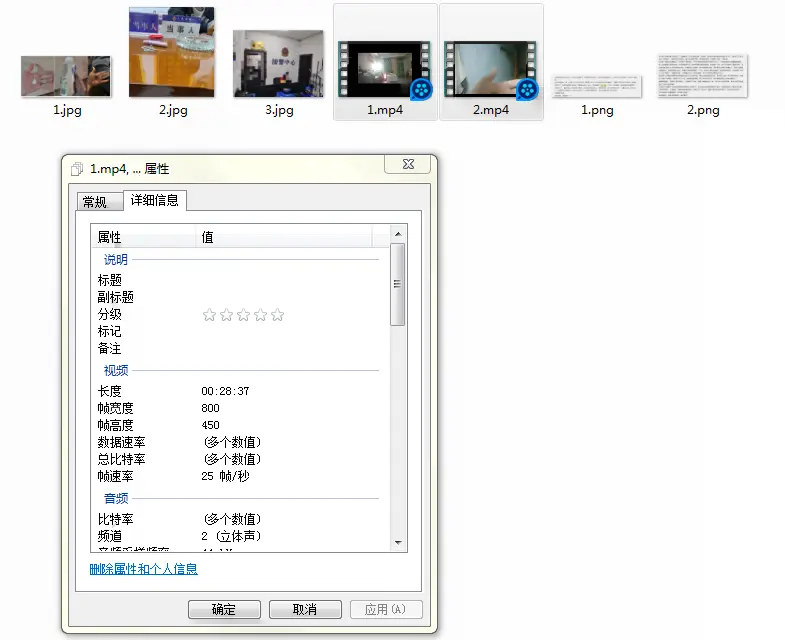 当事人
当事人
报警中心
1.jpg
2.jpg
3.jpg
1.mp4
2.mp4
1.png
2.png
1.mp4, ... 属性
常规
详细信息
属性 值
说明
标题
副标题
分级
标记
备注
视频
长度 00:28:37
帧宽度 800
帧高度 450
数据速率 (多个数值)
总比特率 (多个数值)
帧速率 25 帧/秒
音频
比特率 (多个数值)
频道 2 (立体声)
删除属性和个人信息
确定
取消
应用(A)